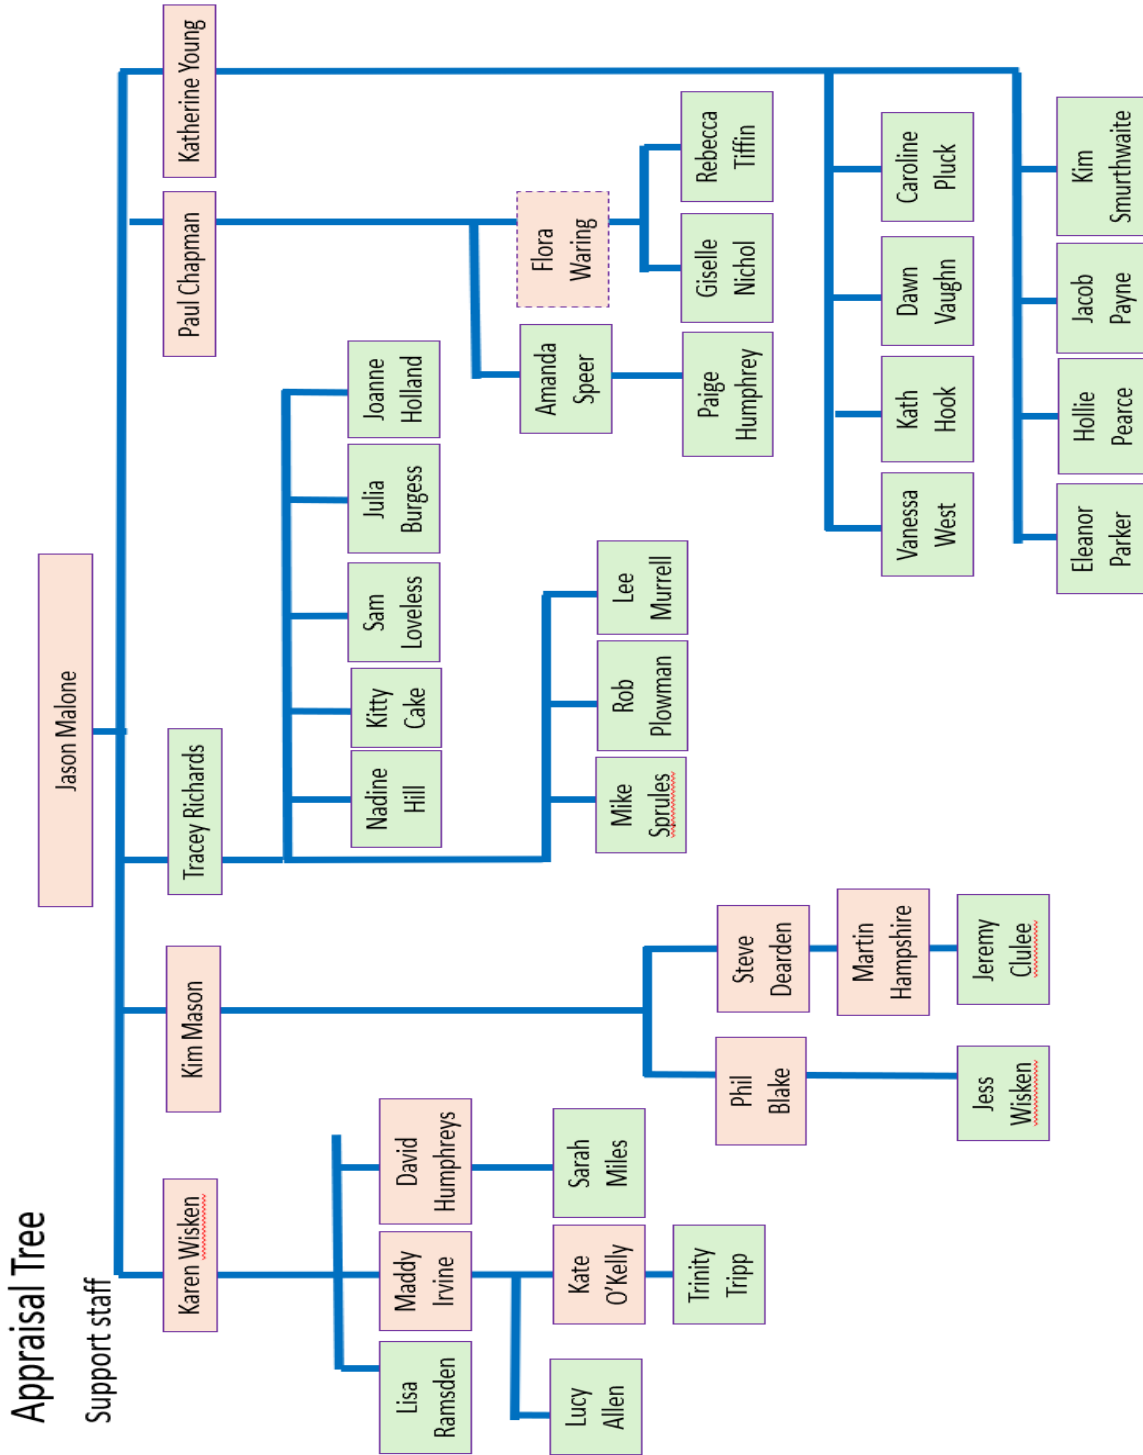 Appraisal Tree
Support staff
Jason Malone
Karen Wisken
Kim Mason
Tracey Richards
Paul Chapman
Katherine Young
Lisa
Ramsden
Maddy
Irvine
David
Humphreys
Lucy
Allen
Kate
O’Kelly
Sarah
Miles
Trinity
Tripp
Phil
Blake
Steve
Dearden
Martin
Hampshire
Jess
Wisken
Jeremy
Clulee
Nadine
Hill
Kitty
Cake
Sam
Loveless
Julia
Burgess
Joanne
Holland
Mike
Sprules
Rob
Plowman
Lee
Murrell
Amanda
Speer
Flora
Waring
Paige
Humphrey
Giselle
Nichol
Rebecca
Tiffin
Vanessa
West
Kath
Hook
Dawn
Vaughn
Caroline
Pluck
Eleanor
Parker
Hollie
Pearce
Jacob
Payne
Kim
Smurthwaite